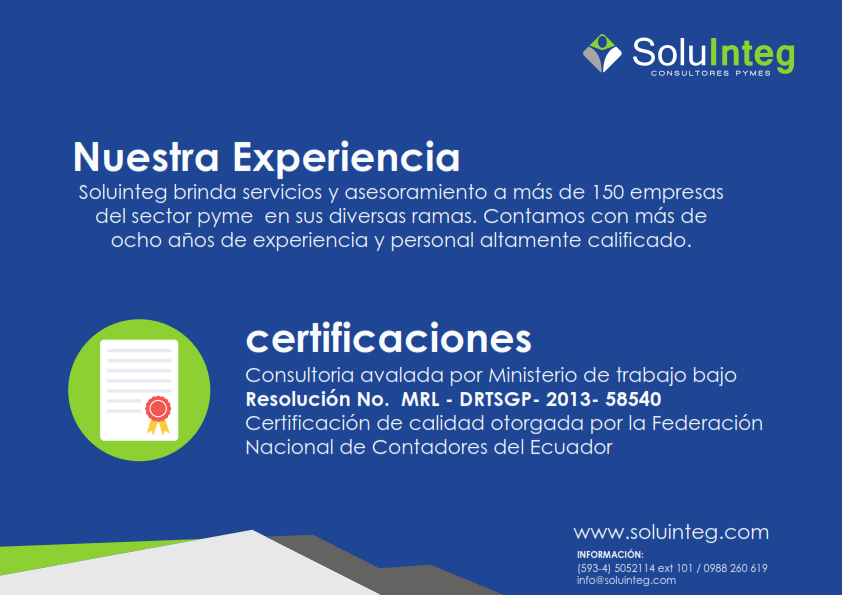 SoluInteg
CONSULTORES PYMES
Nuestra Experiencia
Soluinteg brinda servicios y asesoramiento a más de 150 empresas
del sector pyme en sus diversas ramas. Contamos con más de
ocho años de experiencia y personal altamente calificado.
certificaciones
Consultoria avalada por Ministerio de trabajo bajo
Resolución No. MRL - DRTSGP- 2013- 58540
Certificación de calidad otorgada por la Federación
Nacional de Contadores del Ecuador
www.soluinteg.com
INFORMACIÓN:
(593-4) 5052114 ext 101 / 0988 260 619
info@soluinteg.com